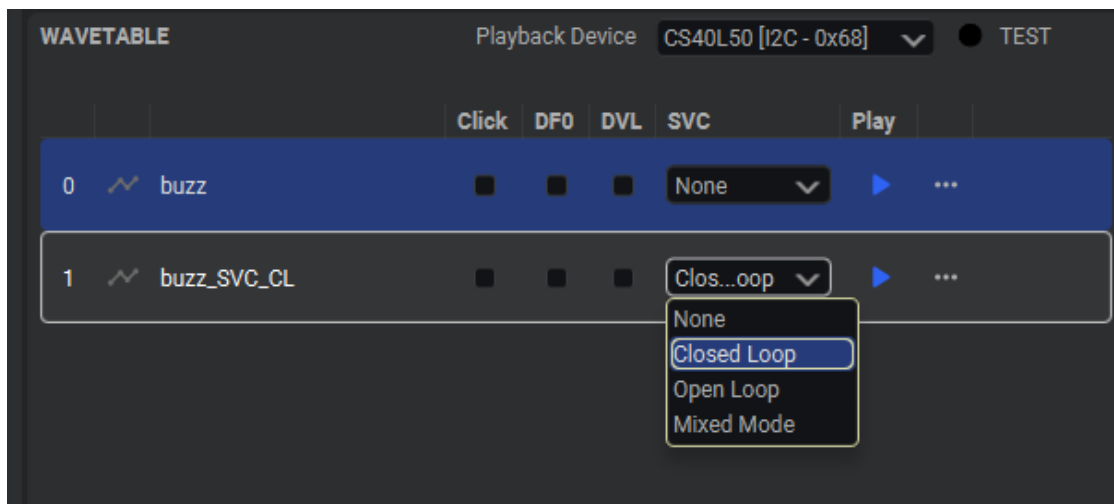 WAVETABLE Playback Device CS40L50 [I2C - 0x68] TEST
Click DF0 DVL SVC Play
0 buzz None
1 buzz_SVC_CL Clos...oop
None
Closed Loop
Open Loop
Mixed Mode